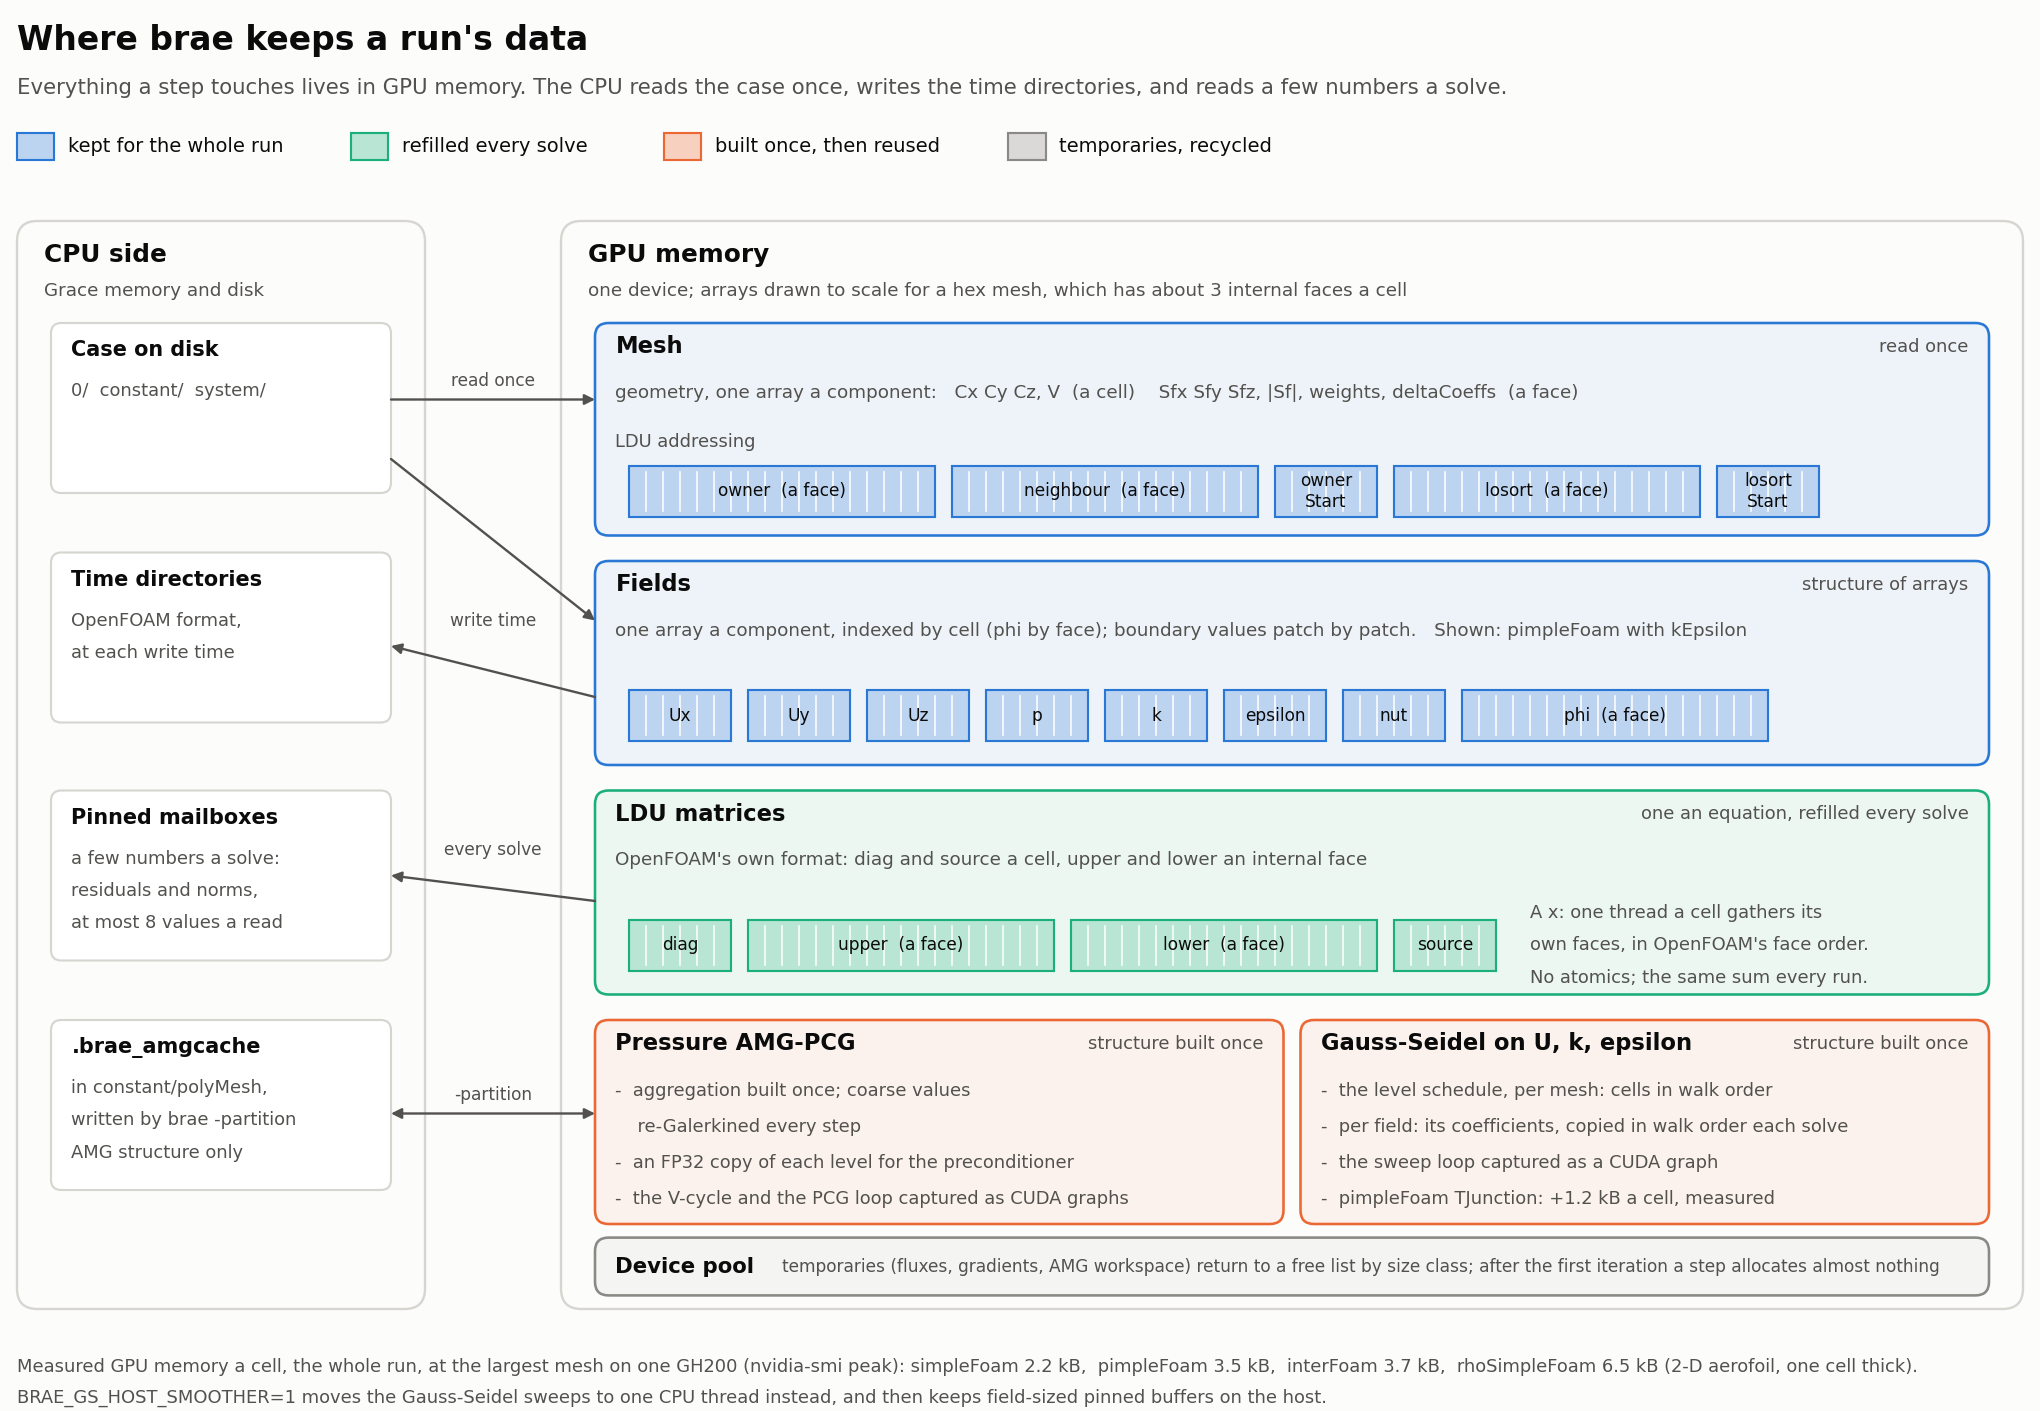 Where brae keeps a run's data
Everything a step touches lives in GPU memory. The CPU reads the case once, writes the time directories, and reads a few numbers a solve.
kept for the whole run
refilled every solve
built once, then reused
temporaries, recycled
CPU side
Grace memory and disk
Case on disk
0/  constant/  system/
Time directories
OpenFOAM format,
at each write time
Pinned mailboxes
a few numbers a solve:
residuals and norms,
at most 8 values a read
.brae_amgcache
in constant/polyMesh,
written by brae -partition
AMG structure only
read once
write time
every solve
-partition
GPU memory
one device; arrays drawn to scale for a hex mesh, which has about 3 internal faces a cell
Mesh
read once
geometry, one array a component:   Cx Cy Cz, V  (a cell)    Sfx Sfy Sfz, |Sf|, weights, deltaCoeffs  (a face)
LDU addressing
owner  (a face)
neighbour  (a face)
owner
Start
losort  (a face)
losort
Start
Fields
structure of arrays
one array a component, indexed by cell (phi by face); boundary values patch by patch.   Shown: pimpleFoam with kEpsilon
Ux
Uy
Uz
p
k
epsilon
nut
phi  (a face)
LDU matrices
one an equation, refilled every solve
OpenFOAM's own format: diag and source a cell, upper and lower an internal face
diag
upper  (a face)
lower  (a face)
source
A x: one thread a cell gathers its
own faces, in OpenFOAM's face order.
No atomics; the same sum every run.
Pressure AMG-PCG
structure built once
-  aggregation built once; coarse values
re-Galerkined every step
-  an FP32 copy of each level for the preconditioner
-  the V-cycle and the PCG loop captured as CUDA graphs
Gauss-Seidel on U, k, epsilon
structure built once
-  the level schedule, per mesh: cells in walk order
-  per field: its coefficients, copied in walk order each solve
-  the sweep loop captured as a CUDA graph
-  pimpleFoam TJunction: +1.2 kB a cell, measured
Device pool
temporaries (fluxes, gradients, AMG workspace) return to a free list by size class; after the first iteration a step allocates almost nothing
Measured GPU memory a cell, the whole run, at the largest mesh on one GH200 (nvidia-smi peak): simpleFoam 2.2 kB,  pimpleFoam 3.5 kB,  interFoam 3.7 kB,  rhoSimpleFoam 6.5 kB (2-D aerofoil, one cell thick).
BRAE_GS_HOST_SMOOTHER=1 moves the Gauss-Seidel sweeps to one CPU thread instead, and then keeps field-sized pinned buffers on the host.